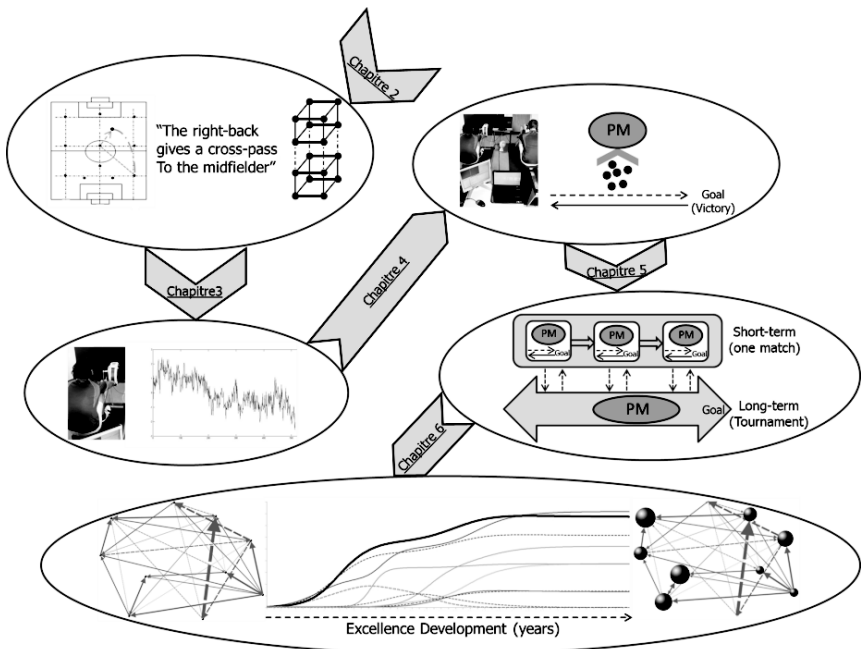 Chapitre 2
“The right-back
gives a cross-pass
To the midfielder”
PM
Goal
(Victory)
Chapitre3
Chapitre 4
Chapitre 5
PM
Goal
PM
Goal
PM
Goal
Short-term
(one match)
PM
Goal
Long-term
(Tournament)
Chapitre 6
Excellence Development (years)